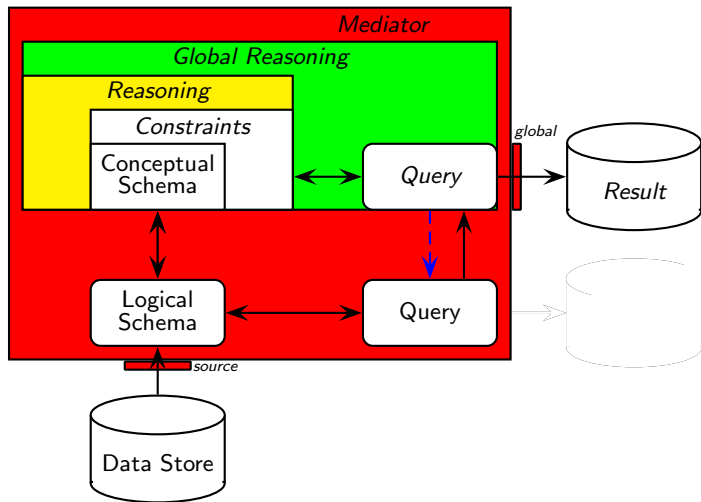 Mediator
Global Reasoning
Reasoning
Constraints
Conceptual
Schema
Query
global
Result
Logical
Schema
Query
source
Data Store